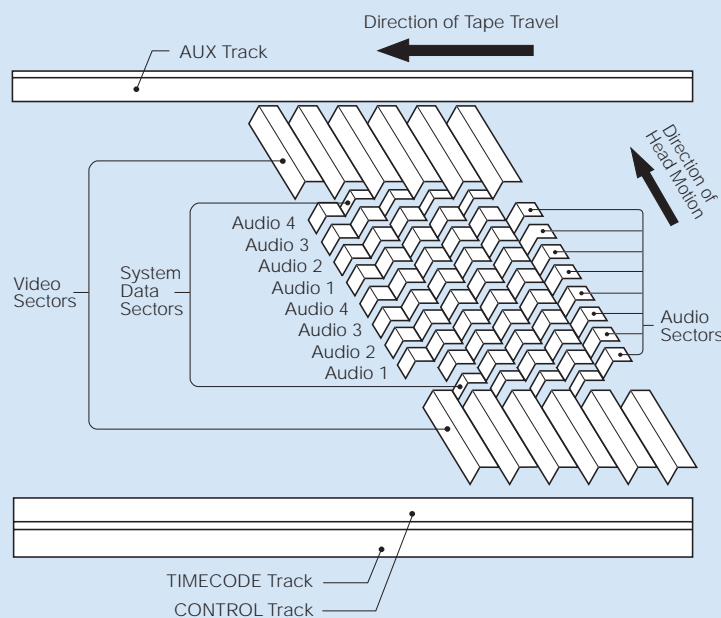 Direction of Tape Travel
AUX Track
Direction of
Head Motion
Audio 4
Audio 3
Audio 2
Audio 1
Audio 4
Audio 3
Audio 2
Audio 1
Video
Sectors
System
Data
Sectors
Audio
Sectors
TIMECODE Track
CONTROL Track